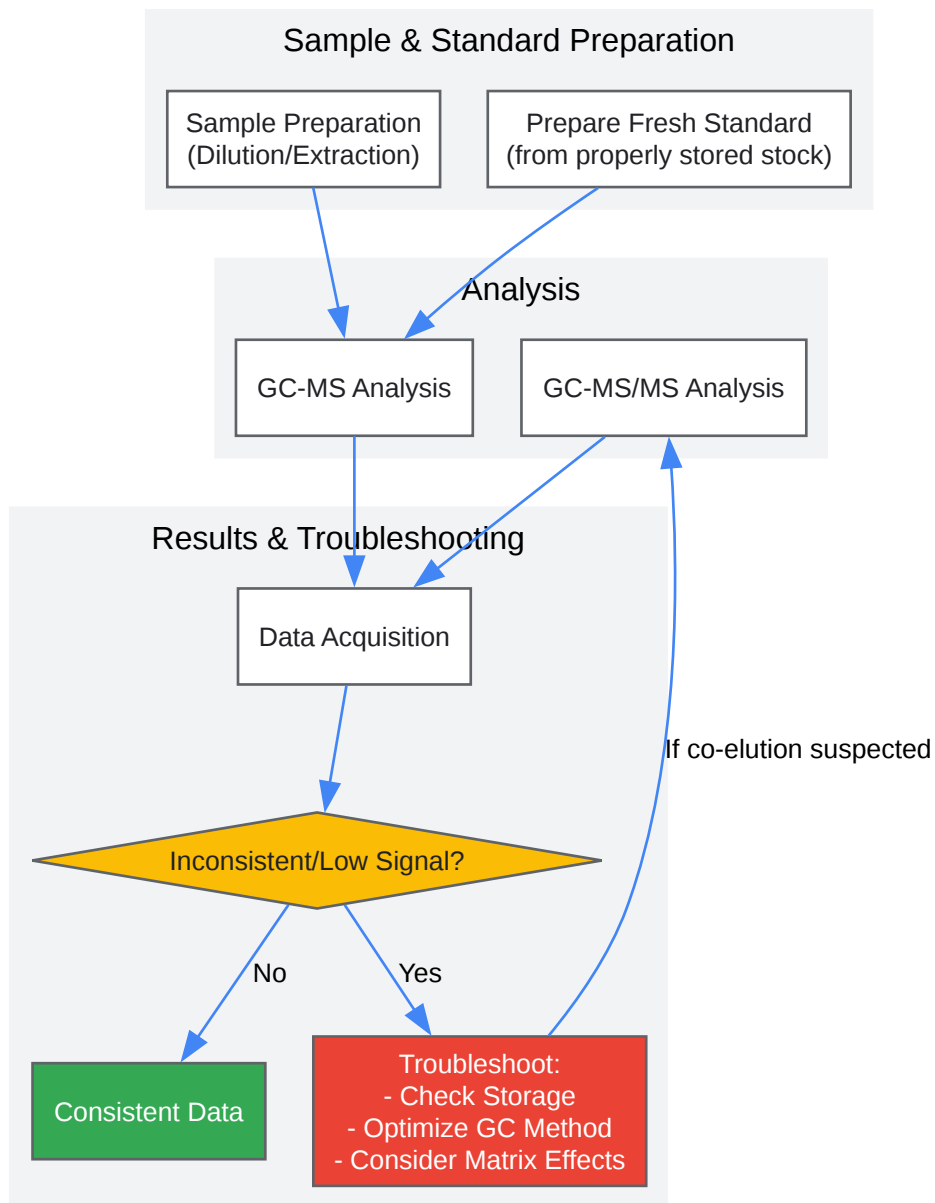 Sample & Standard Preparation
Sample Preparation
(Dilution/Extraction)
Prepare Fresh Standard
(from properly stored stock)
Analysis
GC-MS Analysis
GC-MS/MS Analysis
Results & Troubleshooting
Data Acquisition
If co-elution suspected
Inconsistent/Low Signal?
No
Yes
Consistent Data
Troubleshoot:
- Check Storage
- Optimize GC Method
- Consider Matrix Effects